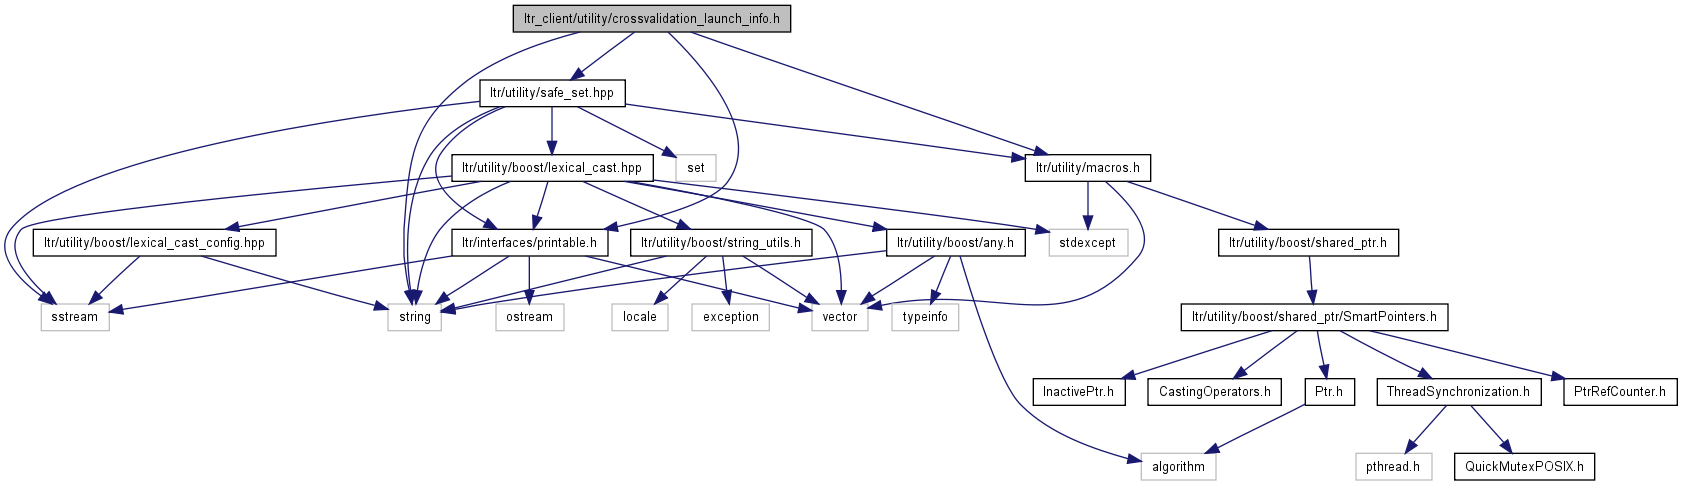 ltr_client/utility/crossvalidation_launch_info.h
ltr/utility/safe_set.hpp
ltr/utility/boost/lexical_cast.hpp
set
ltr/utility/macros.h
ltr/utility/boost/lexical_cast_config.hpp
ltr/interfaces/printable.h
ltr/utility/boost/string_utils.h
ltr/utility/boost/any.h
stdexcept
ltr/utility/boost/shared_ptr.h
sstream
string
ostream
locale
exception
vector
typeinfo
ltr/utility/boost/shared_ptr/SmartPointers.h
InactivePtr.h
CastingOperators.h
Ptr.h
ThreadSynchronization.h
PtrRefCounter.h
algorithm
pthread.h
QuickMutexPOSIX.h